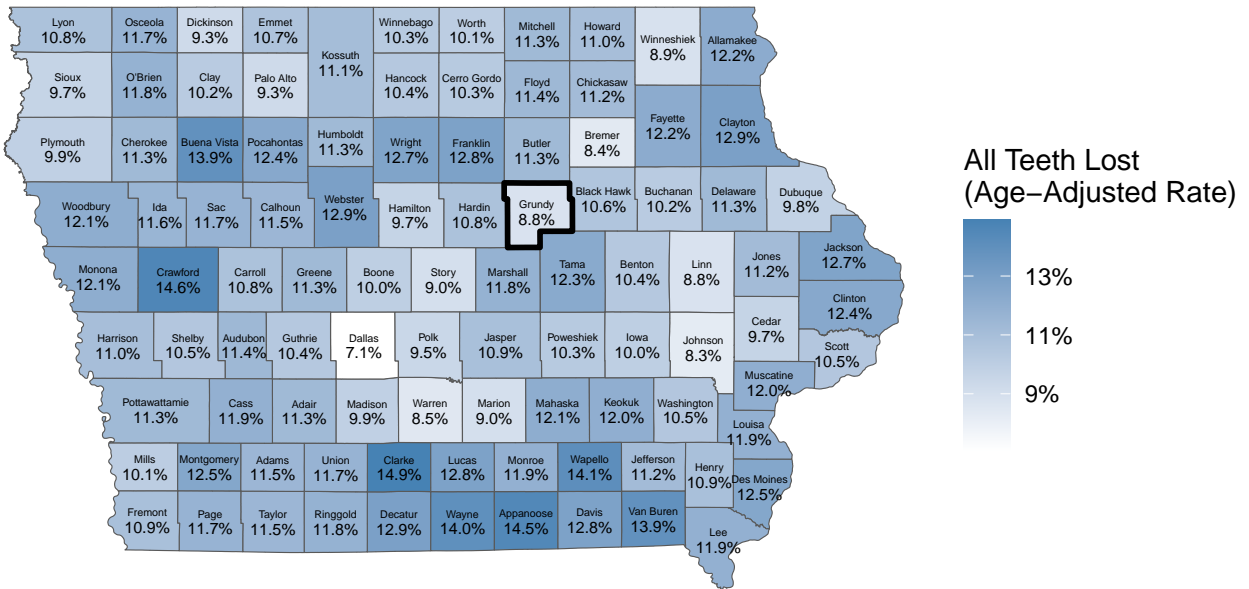 Lyon
10.8%
Osceola
11.7%
Dickinson
9.3%
Emmet
10.7%
Kossuth
11.1%
Winnebago
10.3%
Worth
10.1%
Mitchell
11.3%
Howard
11.0%
Winneshiek
8.9%
Allamakee
12.2%
Sioux
9.7%
O'Brien
11.8%
Clay
10.2%
Palo Alto
9.3%
Hancock
10.4%
Cerro Gordo
10.3%
Floyd
11.4%
Chickasaw
11.2%
Fayette
12.2%
Clayton
12.9%
Plymouth
9.9%
Cherokee
11.3%
Buena Vista
13.9%
Pocahontas
12.4%
Humboldt
11.3%
Wright
12.7%
Franklin
12.8%
Butler
11.3%
Bremer
8.4%
Woodbury
12.1%
Ida
11.6%
Sac
11.7%
Calhoun
11.5%
Webster
12.9%
Hamilton
9.7%
Hardin
10.8%
Grundy
8.8%
Black Hawk
10.6%
Buchanan
10.2%
Delaware
11.3%
Dubuque
9.8%
Monona
12.1%
Crawford
14.6%
Carroll
10.8%
Greene
11.3%
Boone
10.0%
Story
9.0%
Marshall
11.8%
Tama
12.3%
Benton
10.4%
Linn
8.8%
Jones
11.2%
Jackson
12.7%
Clinton
12.4%
Harrison
11.0%
Shelby
10.5%
Audubon
11.4%
Guthrie
10.4%
Dallas
7.1%
Polk
9.5%
Jasper
10.9%
Poweshiek
10.3%
Iowa
10.0%
Johnson
8.3%
Cedar
9.7%
Scott
10.5%
Muscatine
12.0%
Pottawattamie
11.3%
Cass
11.9%
Adair
11.3%
Madison
9.9%
Warren
8.5%
Marion
9.0%
Mahaska
12.1%
Keokuk
12.0%
Washington
10.5%
Louisa
11.9%
Mills
10.1%
Montgomery
12.5%
Adams
11.5%
Union
11.7%
Clarke
14.9%
Lucas
12.8%
Monroe
11.9%
Wapello
14.1%
Jefferson
11.2%
Henry
10.9%
Des Moines
12.5%
Fremont
10.9%
Page
11.7%
Taylor
11.5%
Ringgold
11.8%
Decatur
12.9%
Wayne
14.0%
Appanoose
14.5%
Davis
12.8%
Van Buren
13.9%
Lee
11.9%
All Teeth Lost
(Age−Adjusted Rate)
13%
11%
9%